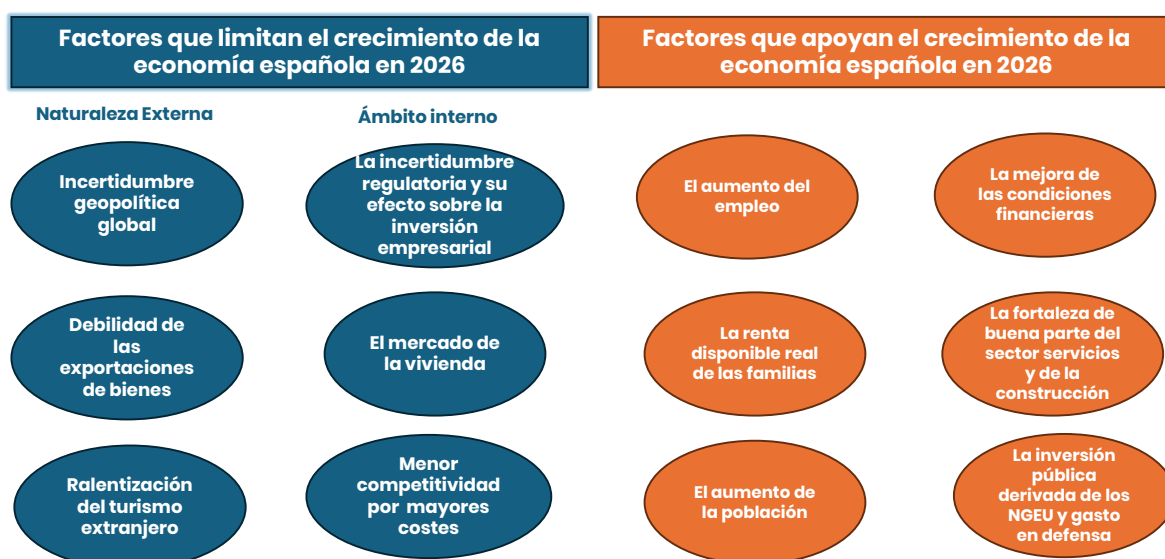 Factores que limitan el crecimiento de la
economía española en 2026
Naturaleza Externa
Ámbito interno
Incertidumbre
geopolítica
global
La incertidumbre
regulatoria y su
efecto sobre la
inversión
empresarial
Debilidad de
las
exportaciones
de bienes
El mercado de
la vivienda
Ralentización
del turismo
extranjero
Menor
competitividad
por mayores
costes
Factores que apoyan el crecimiento de la
economía española en 2026
El aumento del
empleo
La mejora de
las condiciones
financieras
La renta
disponible real
de las familias
La fortaleza de
buena parte del
sector servicios
y de la
construcción
El aumento de
la población
La inversión
pública
derivada de los
NGEU y gasto
en defensa